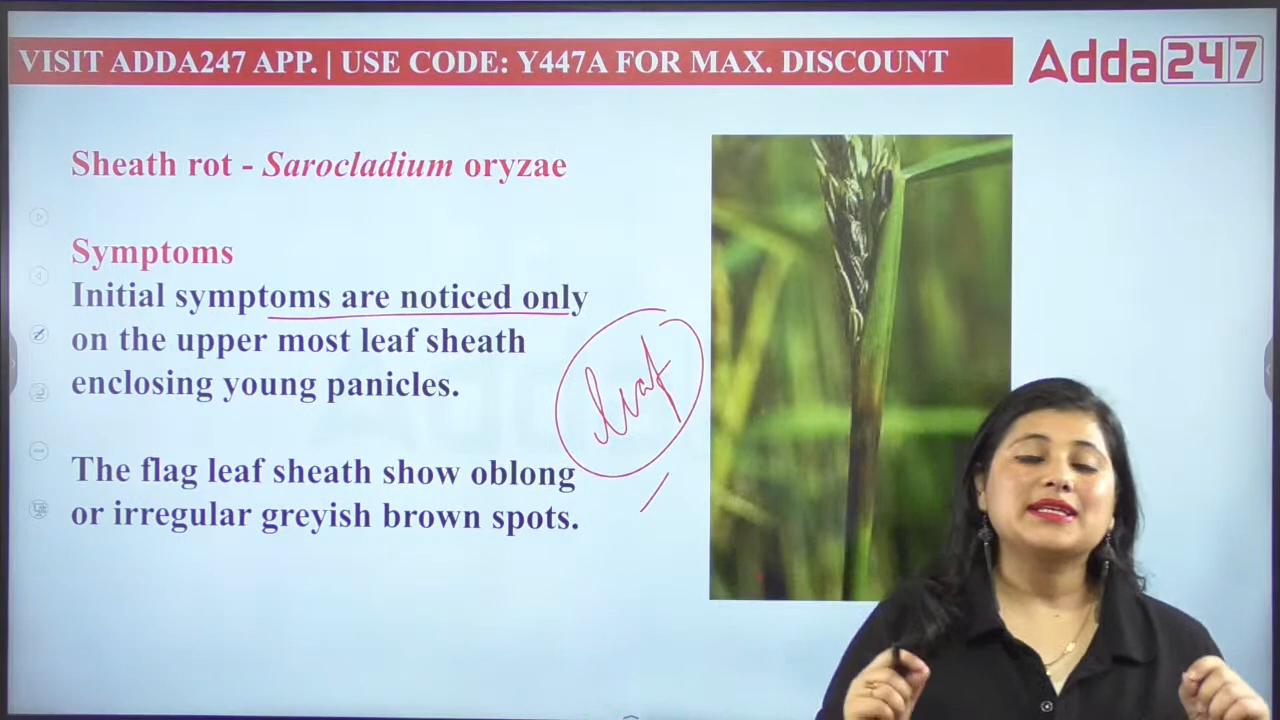 VISIT ADDA247 APP. | USE CODE: Y447A FOR MAX. DISCOUNT
Adda247
Sheath rot - Sarocladium oryzae
Symptoms
Initial symptoms are noticed only
on the upper most leaf sheath
enclosing young panicles.
leaf
The flag leaf sheath show oblong
or irregular greyish brown spots.